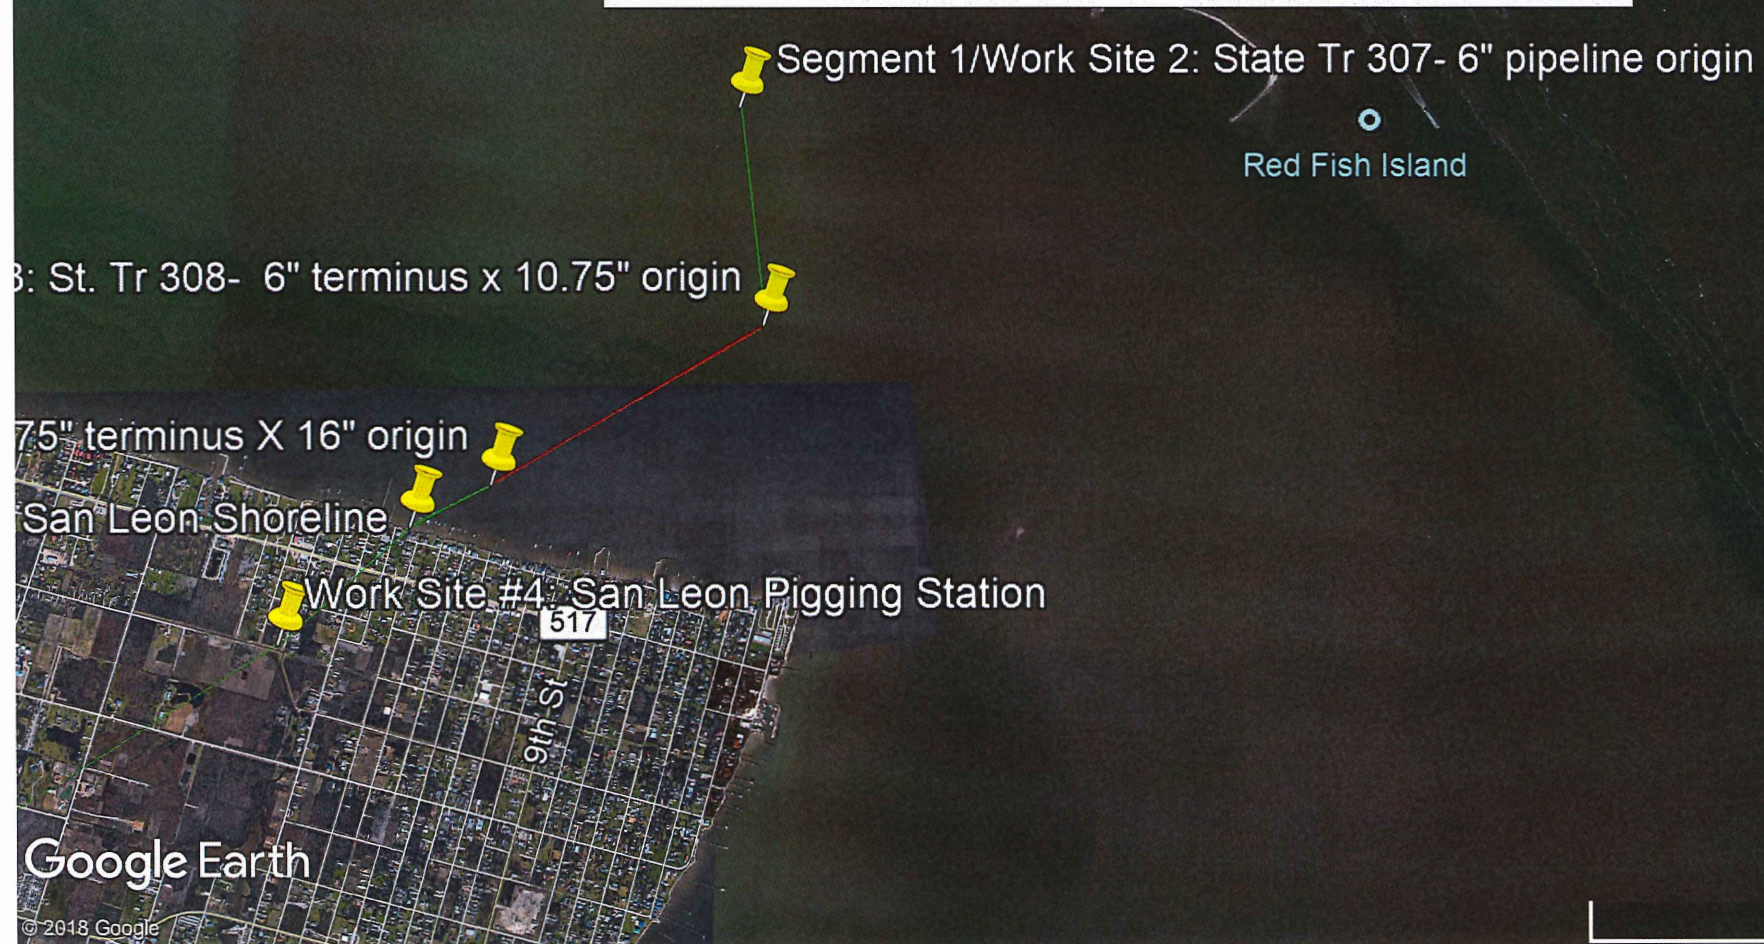 Segment 1/Work Site 2: State Tr 307- 6" pipeline origin
Red Fish Island
3: St. Tr 308- 6" terminus x 10.75" origin
75" terminus X 16" origin
San Leon Shoreline
Work Site #4: San Leon Pigging Station
517
9th St
Google Earth
© 2018 Google